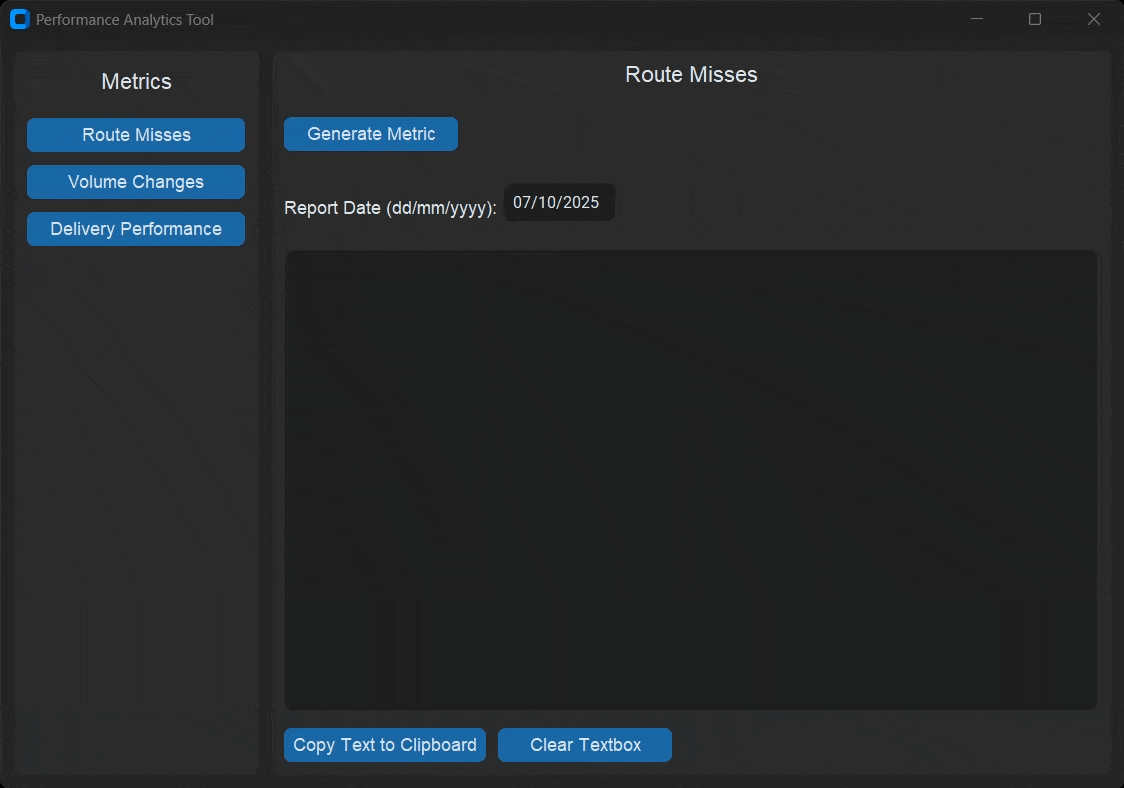 Performance Analytics Tool
Metrics
Route Misses
Volume Changes
Delivery Performance
Route Misses
Generate Metric
Report Date (dd/mm/yyyy): 07/10/2025
Copy Text to Clipboard
Clear Textbox